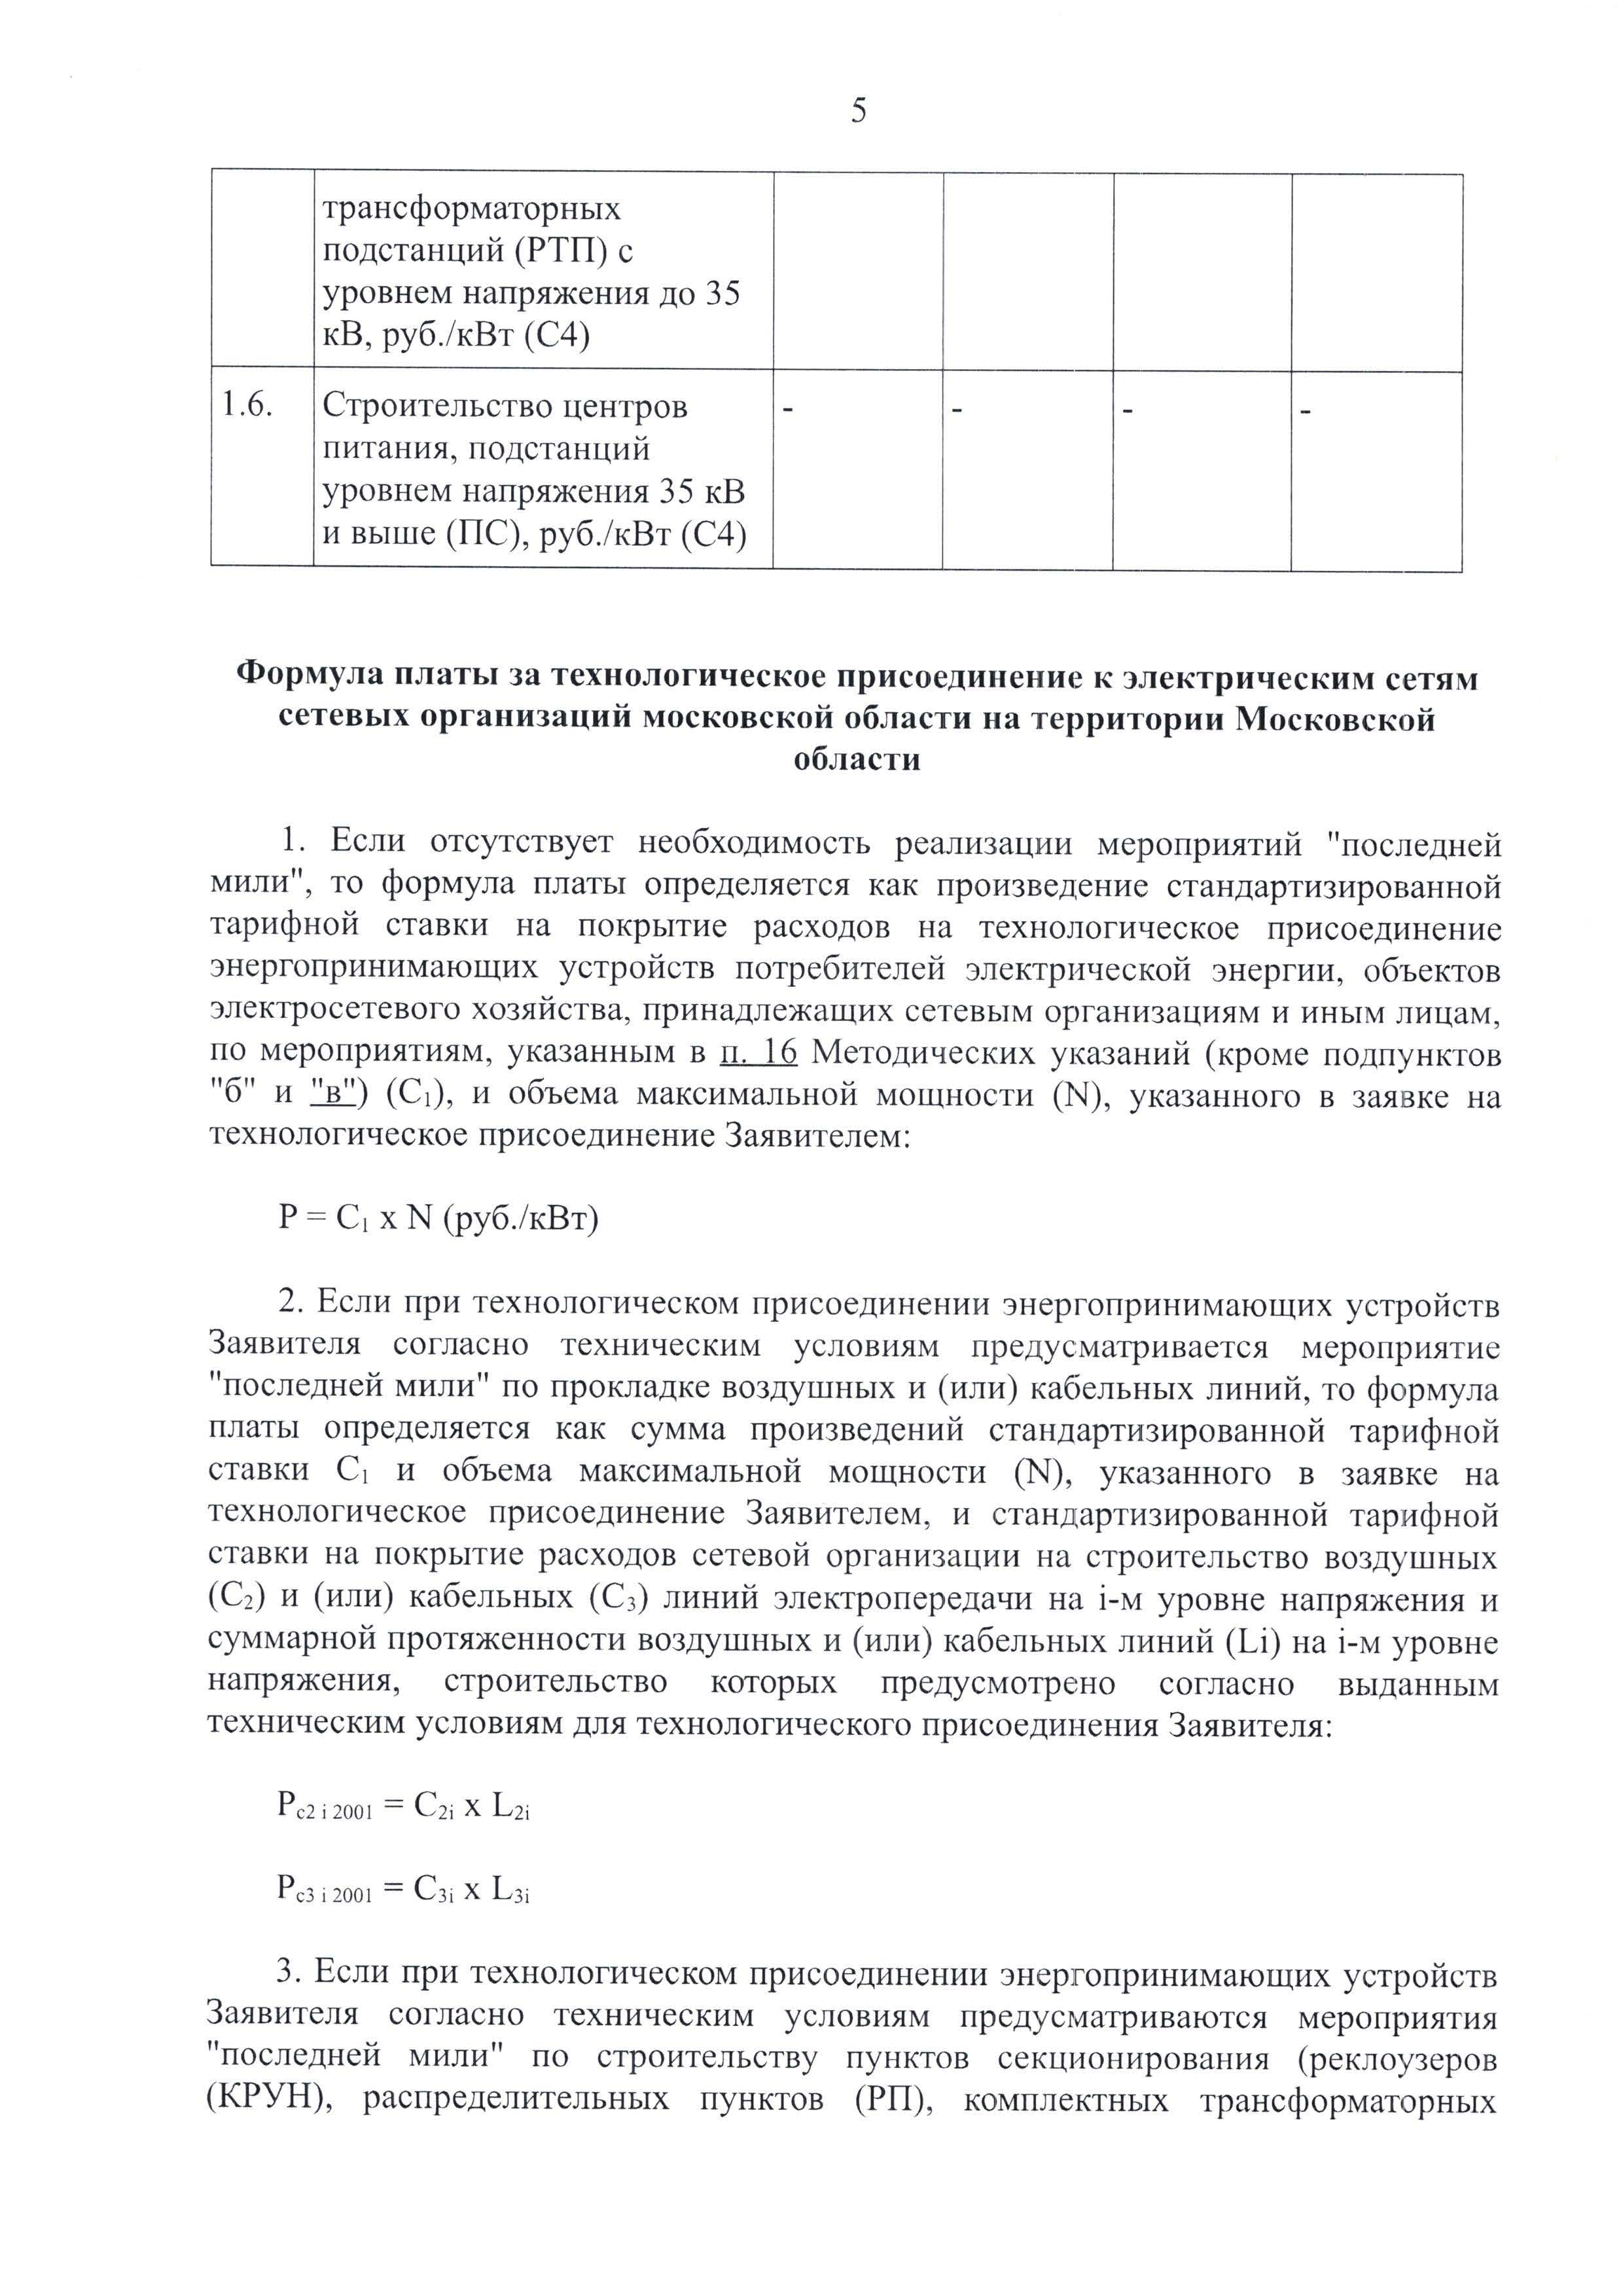 5
трансформаторных
подстанций (РТП) с
уровнем напряжения до 35
кВ, руб./кВт (С4)
1.6. Строительство центров - - - -
питания, подстанций
уровнем напряжения 35 кВ
и выше (ПС), руб./кВт (С4)
Формула платы за технологическое присоединение к электрическим сетям
сетевых организаций московской области на территории Московской
области
1. Если отсутствует необходимость реализации мероприятий "последней
мили", то формула платы определяется как произведение стандартизированной
тарифной ставки на покрытие расходов на технологическое присоединение
энергопринимающих устройств потребителей электрической энергии, объектов
электросетевого хозяйства, принадлежащих сетевым организациям и иным лицам,
по мероприятиям, указанным в п. 16 Методических указаний (кроме подпунктов
"б" и "в") (С₁), и объема максимальной мощности (N), указанного в заявке на
технологическое присоединение Заявителем:
P = C₁ x N (руб./кВт)
2. Если при технологическом присоединении энергопринимающих устройств
Заявителя согласно техническим условиям предусматривается мероприятие
"последней мили" по прокладке воздушных и (или) кабельных линий, то формула
платы определяется как сумма произведений стандартизированной тарифной
ставки С₁ и объема максимальной мощности (N), указанного в заявке на
технологическое присоединение Заявителем, и стандартизированной тарифной
ставки на покрытие расходов сетевой организации на строительство воздушных
(С₂) и (или) кабельных (С₃) линий электропередачи на i-м уровне напряжения и
суммарной протяженности воздушных и (или) кабельных линий (Li) на i-м уровне
напряжения, строительство которых предусмотрено согласно выданным
техническим условиям для технологического присоединения Заявителя:
Pc2 i 2001 = C2i x L2i
Pc3 i 2001 = C3i x L3i
3. Если при технологическом присоединении энергопринимающих устройств
Заявителя согласно техническим условиям предусматриваются мероприятия
"последней мили" по строительству пунктов секционирования (реклоузеров
(КРУН), распределительных пунктов (РП), комплектных трансформаторных